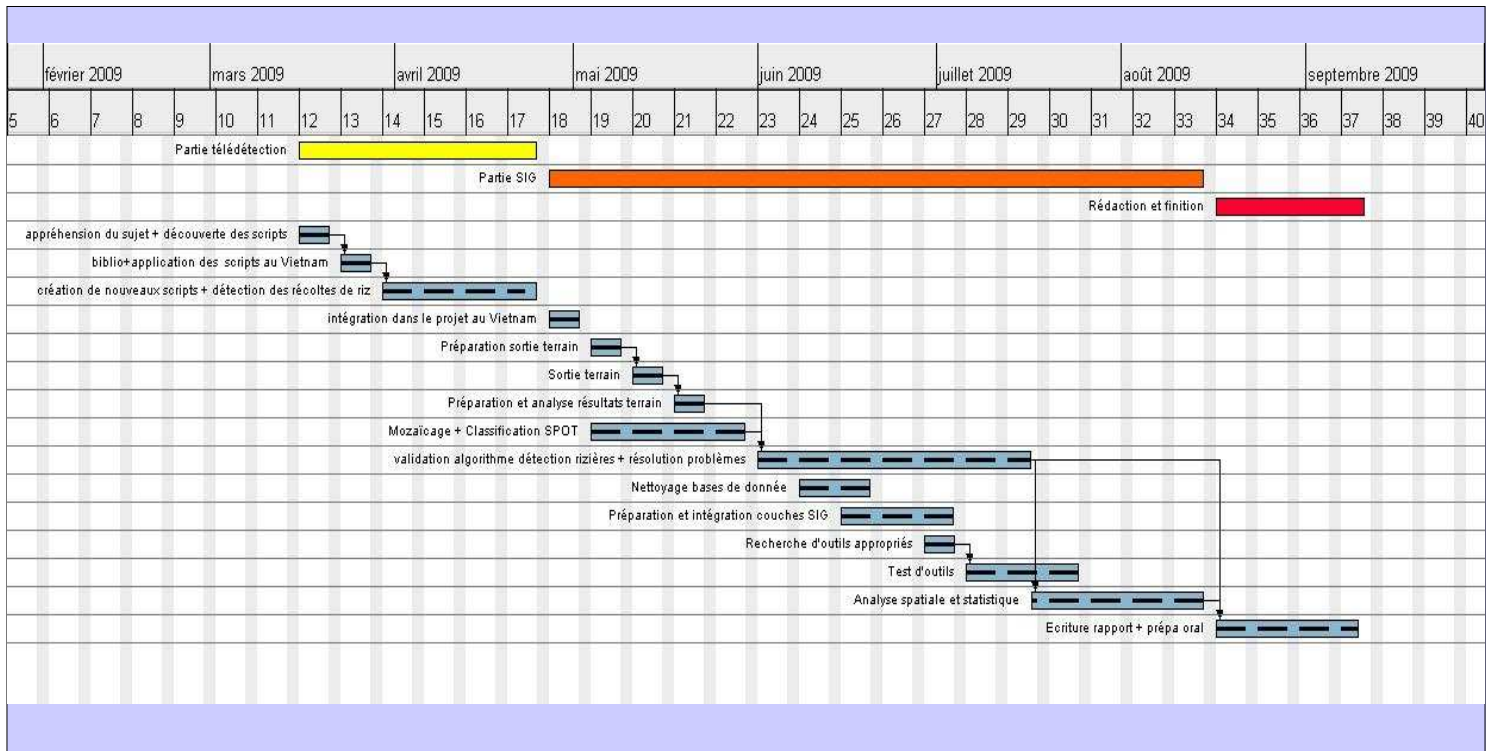 février 2009 mars 2009 avril 2009 mai 2009 juin 2009 juillet 2009 août 2009 septembre 2009
5 6 7 8 9 10 11 12 13 14 15 16 17 18 19 20 21 22 23 24 25 26 27 28 29 30 31 32 33 34 35 36 37 38 39 40
Partie télédétection
Partie SIG
Rédaction et finition
appréhension du sujet + découverte des scripts
biblio+application des scripts au Vietnam
création de nouveaux scripts + détection des récoltes de riz
intégration dans le projet au Vietnam
Préparation sortie terrain
Sortie terrain
Préparation et analyse résultats terrain
Mozaïcage + Classification SPOT
validation algorithme détection rizières + résolution problèmes
Nettoyage bases de donnée
Préparation et intégration couches SIG
Recherche d'outils appropriés
Test d'outils
Analyse spatiale et statistique
Ecriture rapport + prépa oral